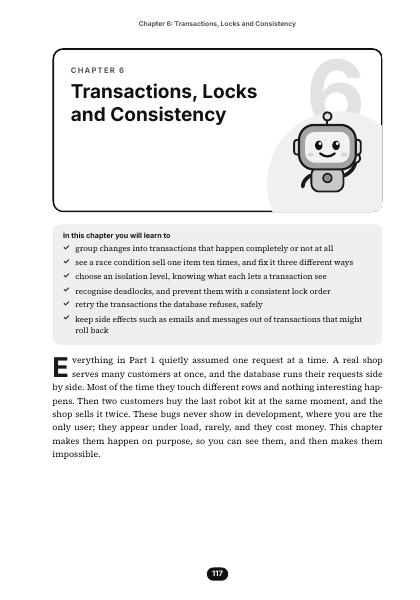 Chapter 6: Transactions, Locks and Consistency
CHAPTER 6
6
Transactions, Locks
and Consistency
In this chapter you will learn to
✓ group changes into transactions that happen completely or not at all
✓ see a race condition sell one item ten times, and fix it three different ways
✓ choose an isolation level, knowing what each lets a transaction see
✓ recognise deadlocks, and prevent them with a consistent lock order
✓ retry the transactions the database refuses, safely
✓ keep side effects such as emails and messages out of transactions that might
roll back
Everything in Part 1 quietly assumed one request at a time. A real shop
serves many customers at once, and the database runs their requests side
by side. Most of the time they touch different rows and nothing interesting hap-
pens. Then two customers buy the last robot kit at the same moment, and the
shop sells it twice. These bugs never show in development, where you are the
only user; they appear under load, rarely, and they cost money. This chapter
makes them happen on purpose, so you can see them, and then makes them
impossible.
117